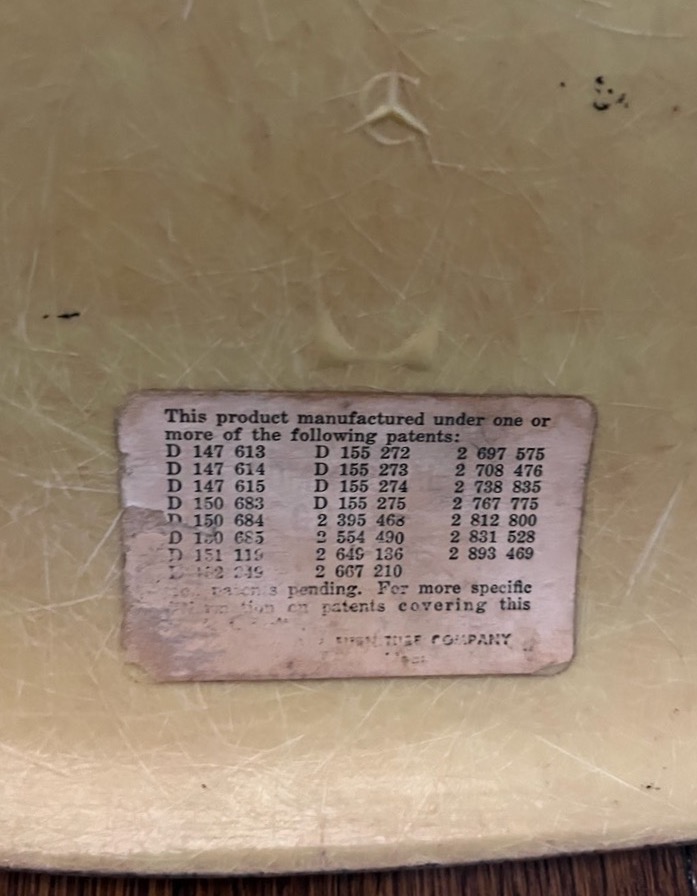 This product manufactured under one or
more of the following patents:
D 147 613 D 155 272 2 697 575
D 147 614 D 155 273 2 708 476
D 147 615 D 155 274 2 738 835
D 150 683 D 155 275 2 767 775
D 150 684 2 395 468 2 812 800
D 150 685 2 554 490 2 831 528
D 151 119 2 649 136 2 893 469
249 2 667 210
pending. For more specific
on patents covering this
COMPANY